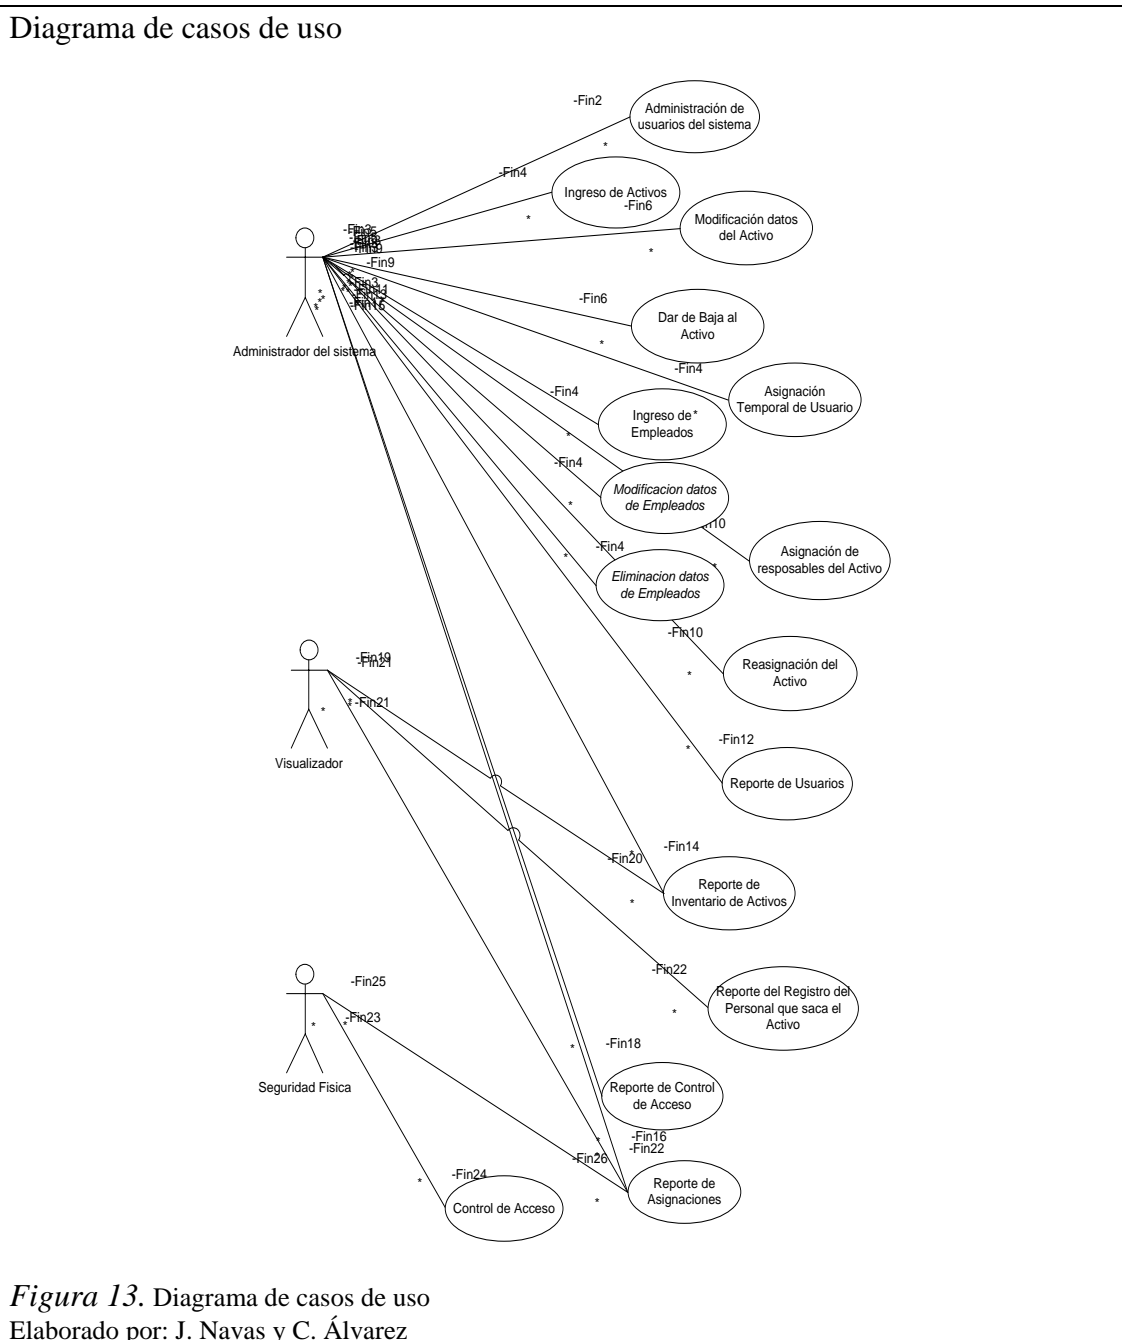 Diagrama de casos de uso
-Fin2
Administración de
usuarios del sistema
*
-Fin4
Ingreso de Activos
-Fin6
*
Modificación datos
del Activo
*
-Fin9
-Fin3
-Fin6
Dar de Baja al
Activo
*
Administrador del sistema
-Fin4
Asignación
Temporal de Usuario
-Fin4
Ingreso de*
Empleados
*
-Fin4
Modificacion datos
de Empleados
*
Asignación de
resposables del Activo
*
-Fin4
*
Eliminacion datos
de Empleados
-Fin10
Reasignación del
Activo
*
-Fin19
-Fin21
* -Fin21
*
Visualizador
-Fin12
*
Reporte de Usuarios
-Fin14
*
-Fin20
Reporte de
Inventario de Activos
*
-Fin22
Reporte del Registro del
Personal que saca el
Activo
*
-Fin25
-Fin23
* *
Seguridad Fisica
-Fin18
*
Reporte de Control
de Acceso
-Fin16
*
-Fin22
*
-Fin26
Reporte de
Asignaciones
*
-Fin24
*
Control de Acceso
Figura 13. Diagrama de casos de uso
Elaborado por: J. Navas y C. Álvarez